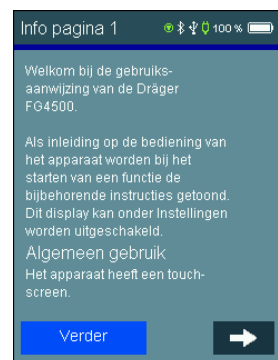 Info pagina 1
100 %
Welkom bij de gebruiks-
aanwijzing van de Dräger
FG4500.
Als inleiding op de bediening van
het apparaat worden bij het
starten van een functie de
bijbehorende instructies getoond.
Dit display kan onder Instellingen
worden uitgeschakeld.
Algemeen gebruik
Het apparaat heeft een touch-
screen.
Verder